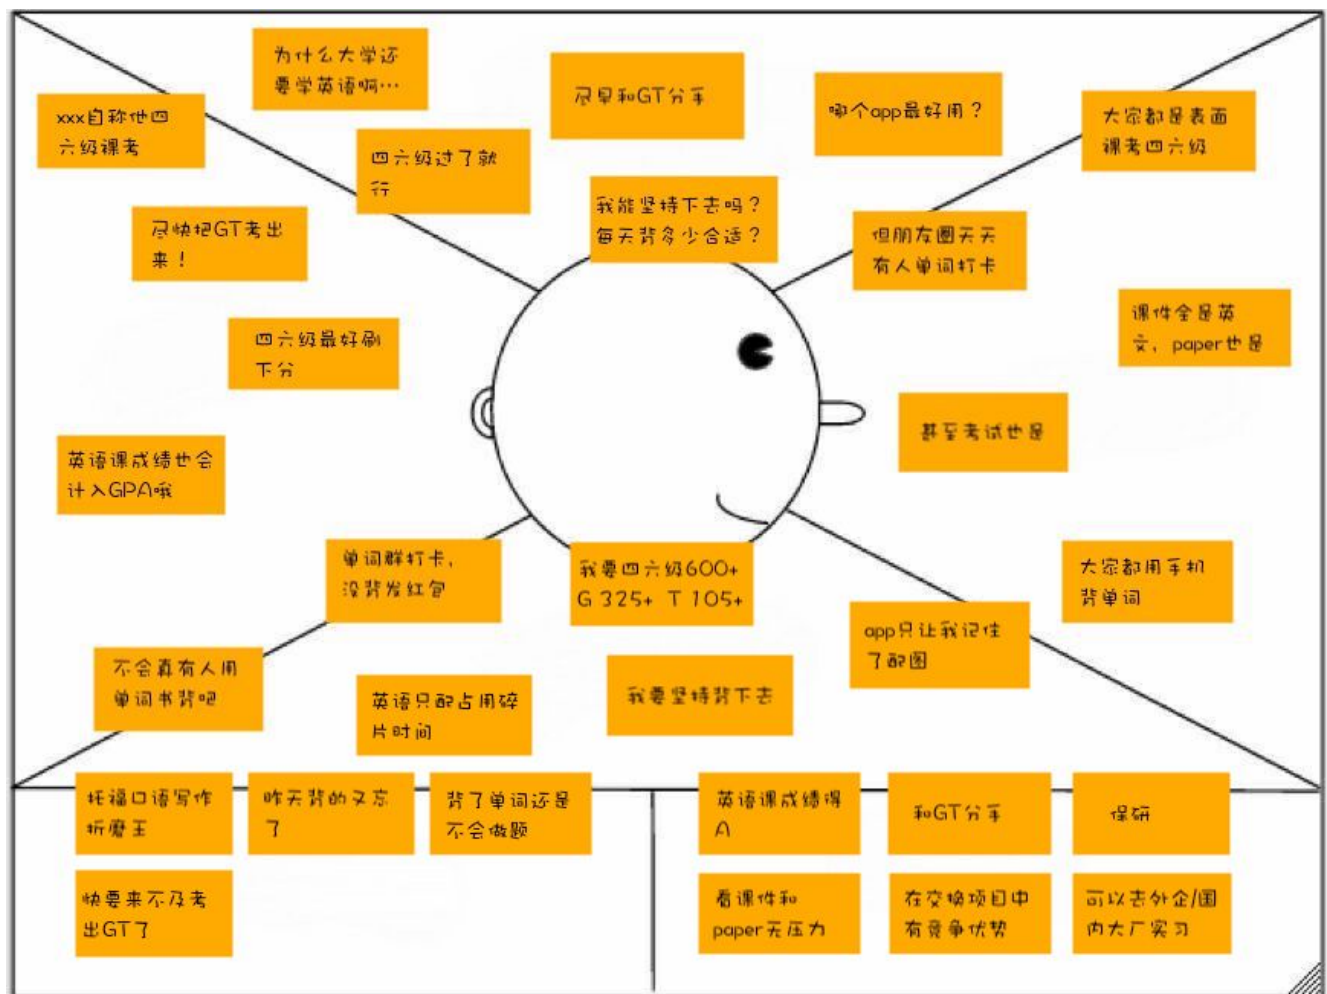 为什么大学还
要学英语啊…
尽早和GT分手
哪个app最好用？
大家都是表面
裸考四六级
xxx自称他四
六级裸考
四六级过了就
行
我能坚持下去吗？
每天背多少合适？
但朋友圈天天
有人单词打卡
尽快把GT考出
来！
课件全是英
文，paper也是
四六级最好刷
下分
甚至考试也是
英语课成绩也会
计入GPA哦
单词群打卡，
没背发红包
我要四六级600+
G 325+ T 105+
大家都用手机
背单词
app只让我记住
了配图
不会真有人用
单词书背吧
英语只配占用碎
片时间
我要坚持背下去
托福口语写作
折磨王
昨天背的又忘
了
背了单词还是
不会做题
英语课成绩得
A
和GT分手
保研
快要来不及考
出GT了
看课件和
paper无压力
在交换项目中
有竞争优势
可以去外企/国
内大厂实习